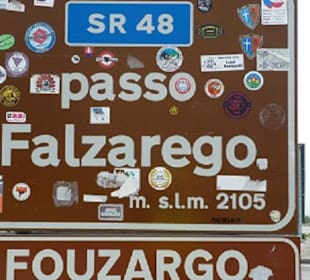 SR 48
passo
Falzarego
m. s.l.m. 2105
FOUZARGO